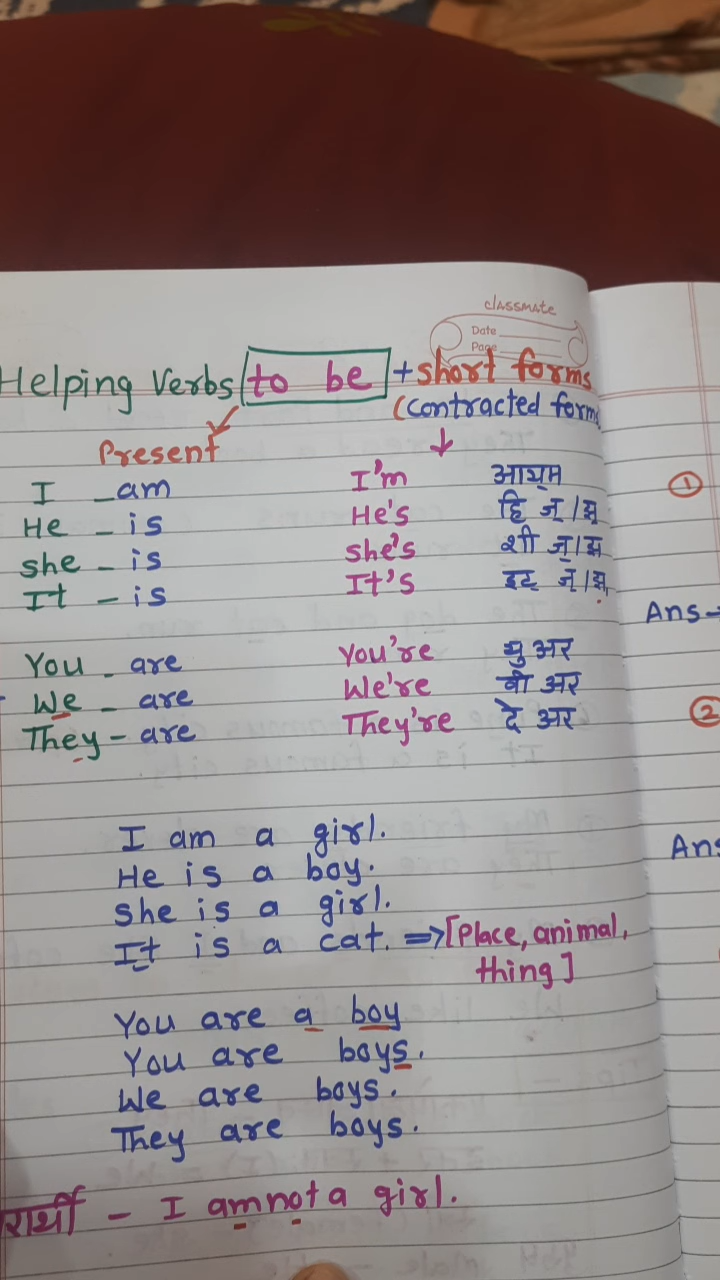 classmate
Date
Page
Helping Verbs to be + short forms
(contracted form
Present
I - am I'm आयम
He - is He's हि ज़्/झ्
She - is She's शी ज़्/झ्
It - is It's इट् ज़्/झ्
You - are You're यु अर
We - are We're वी अर
They - are They're दे अर
I am a girl.
He is a boy.
She is a girl.
It is a cat. ⇒ [Place, animal, thing]
You are a boy
You are boys.
We are boys.
They are boys.
रार्थी - I am not a girl.
1
Ans →
2
Ans